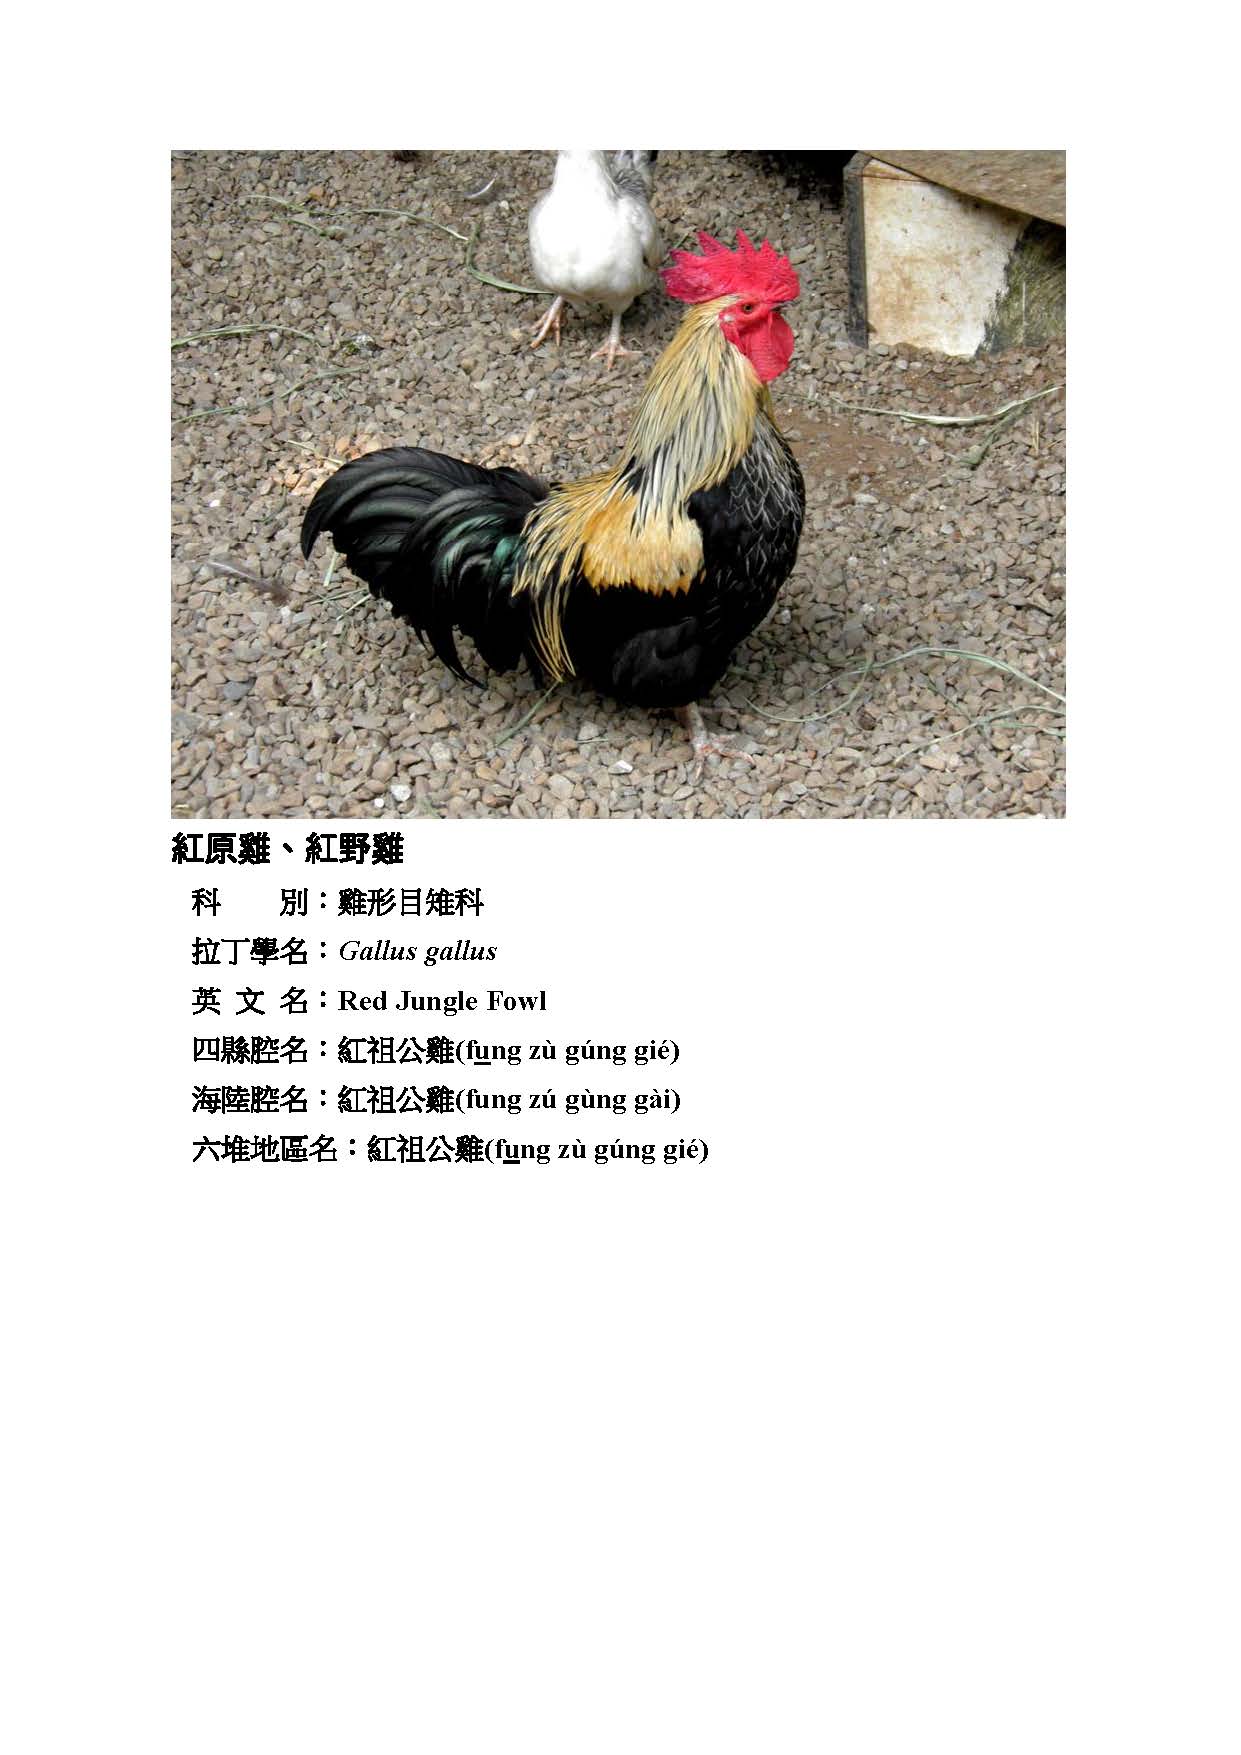 紅原雞、紅野雞
科　　別：雞形目雉科
拉丁學名：Gallus gallus
英 文 名：Red Jungle Fowl
四縣腔名：紅祖公雞(fung zù gúng gié)
海陸腔名：紅祖公雞(fung zú gùng gài)
六堆地區名：紅祖公雞(fung zù gúng gié)